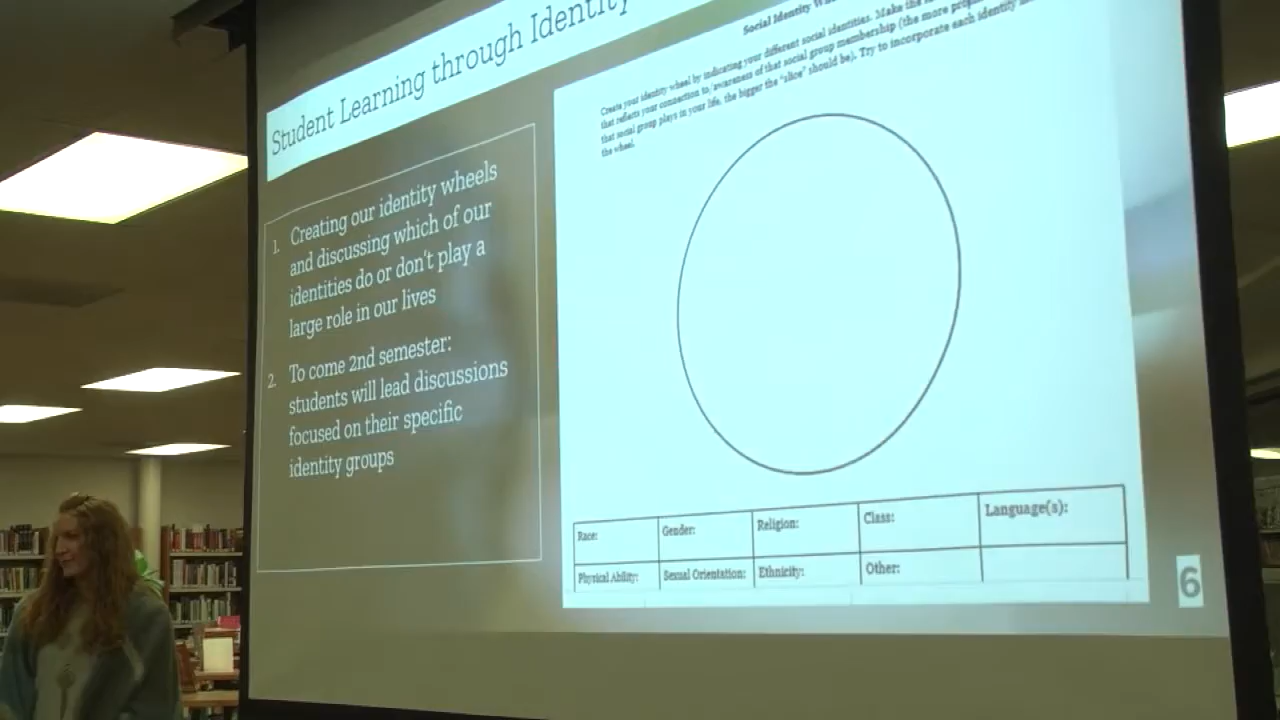 Student Learning through Identity
1. Creating our identity wheels
and discussing which of our
identities do or don't play a
large role in our lives
2. To come 2nd semester:
students will lead discussions
focused on their specific
identity groups
Social Identity
Create your identity wheel by indicating your different social identities. Make the
that reflects your connection to/awareness of that social group membership (the more
that social group plays in your life, the bigger the "slice" should be). Try to incorporate each identity
the wheel.
Race: Gender: Religion: Class: Language(s):
Physical Ability: Sexual Orientation: Ethnicity: Other:
6